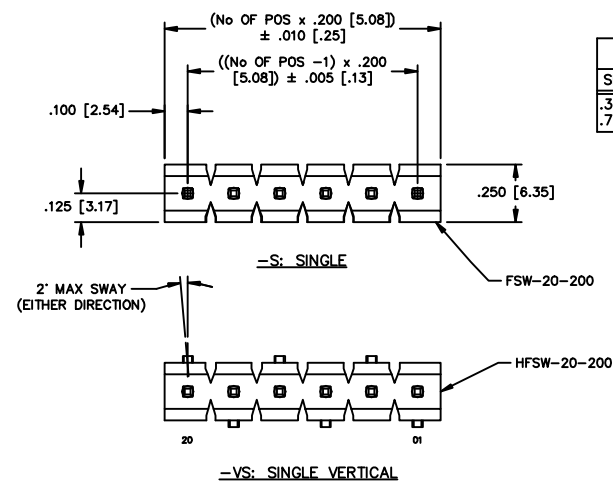 (No OF POS x .200 [5.08])
± .010 [.25]
((No OF POS -1) x .200
[5.08]) ± .005 [.13]
.100 [2.54]
S
.3
.7
.125 [3.17]
.250 [6.35]
-S: SINGLE
FSW-20-200
2° MAX SWAY
(EITHER DIRECTION)
HFSW-20-200
20
01
-VS: SINGLE VERTICAL